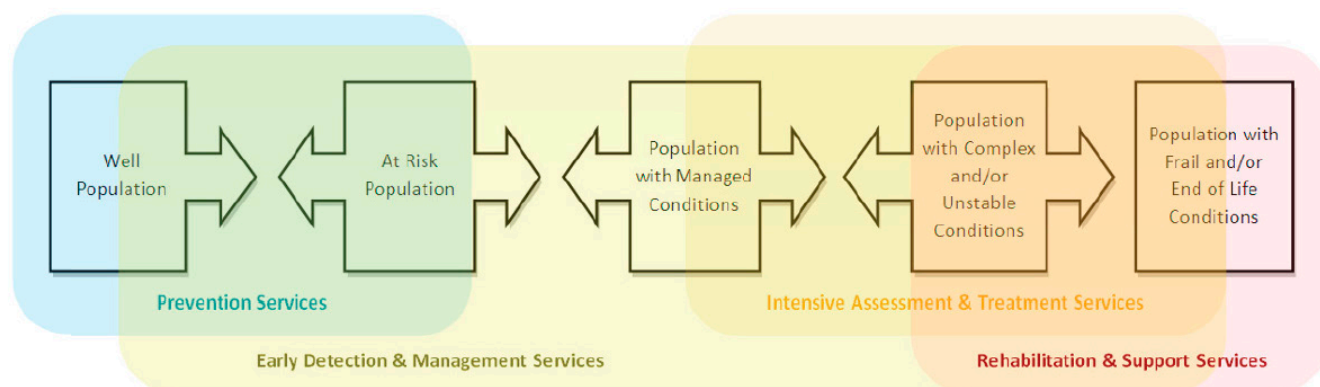 Well
Population
At Risk
Population
Population
with Managed
Conditions
Population
with Complex
and/or
Unstable
Conditions
Population with
Frail and/or
End of Life
Conditions
Prevention Services
Intensive Assessment & Treatment Services
Early Detection & Management Services
Rehabilitation & Support Services